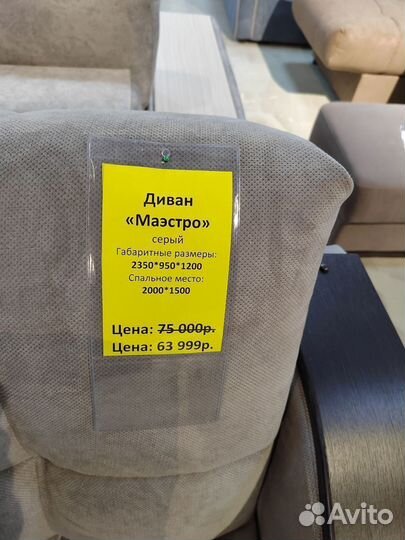 Диван
«Маэстро»
серый
Габаритные размеры:
2350*950*1200
Спальное место:
2000*1500
Цена: 75 000р.
Цена: 63 999р.
Avito